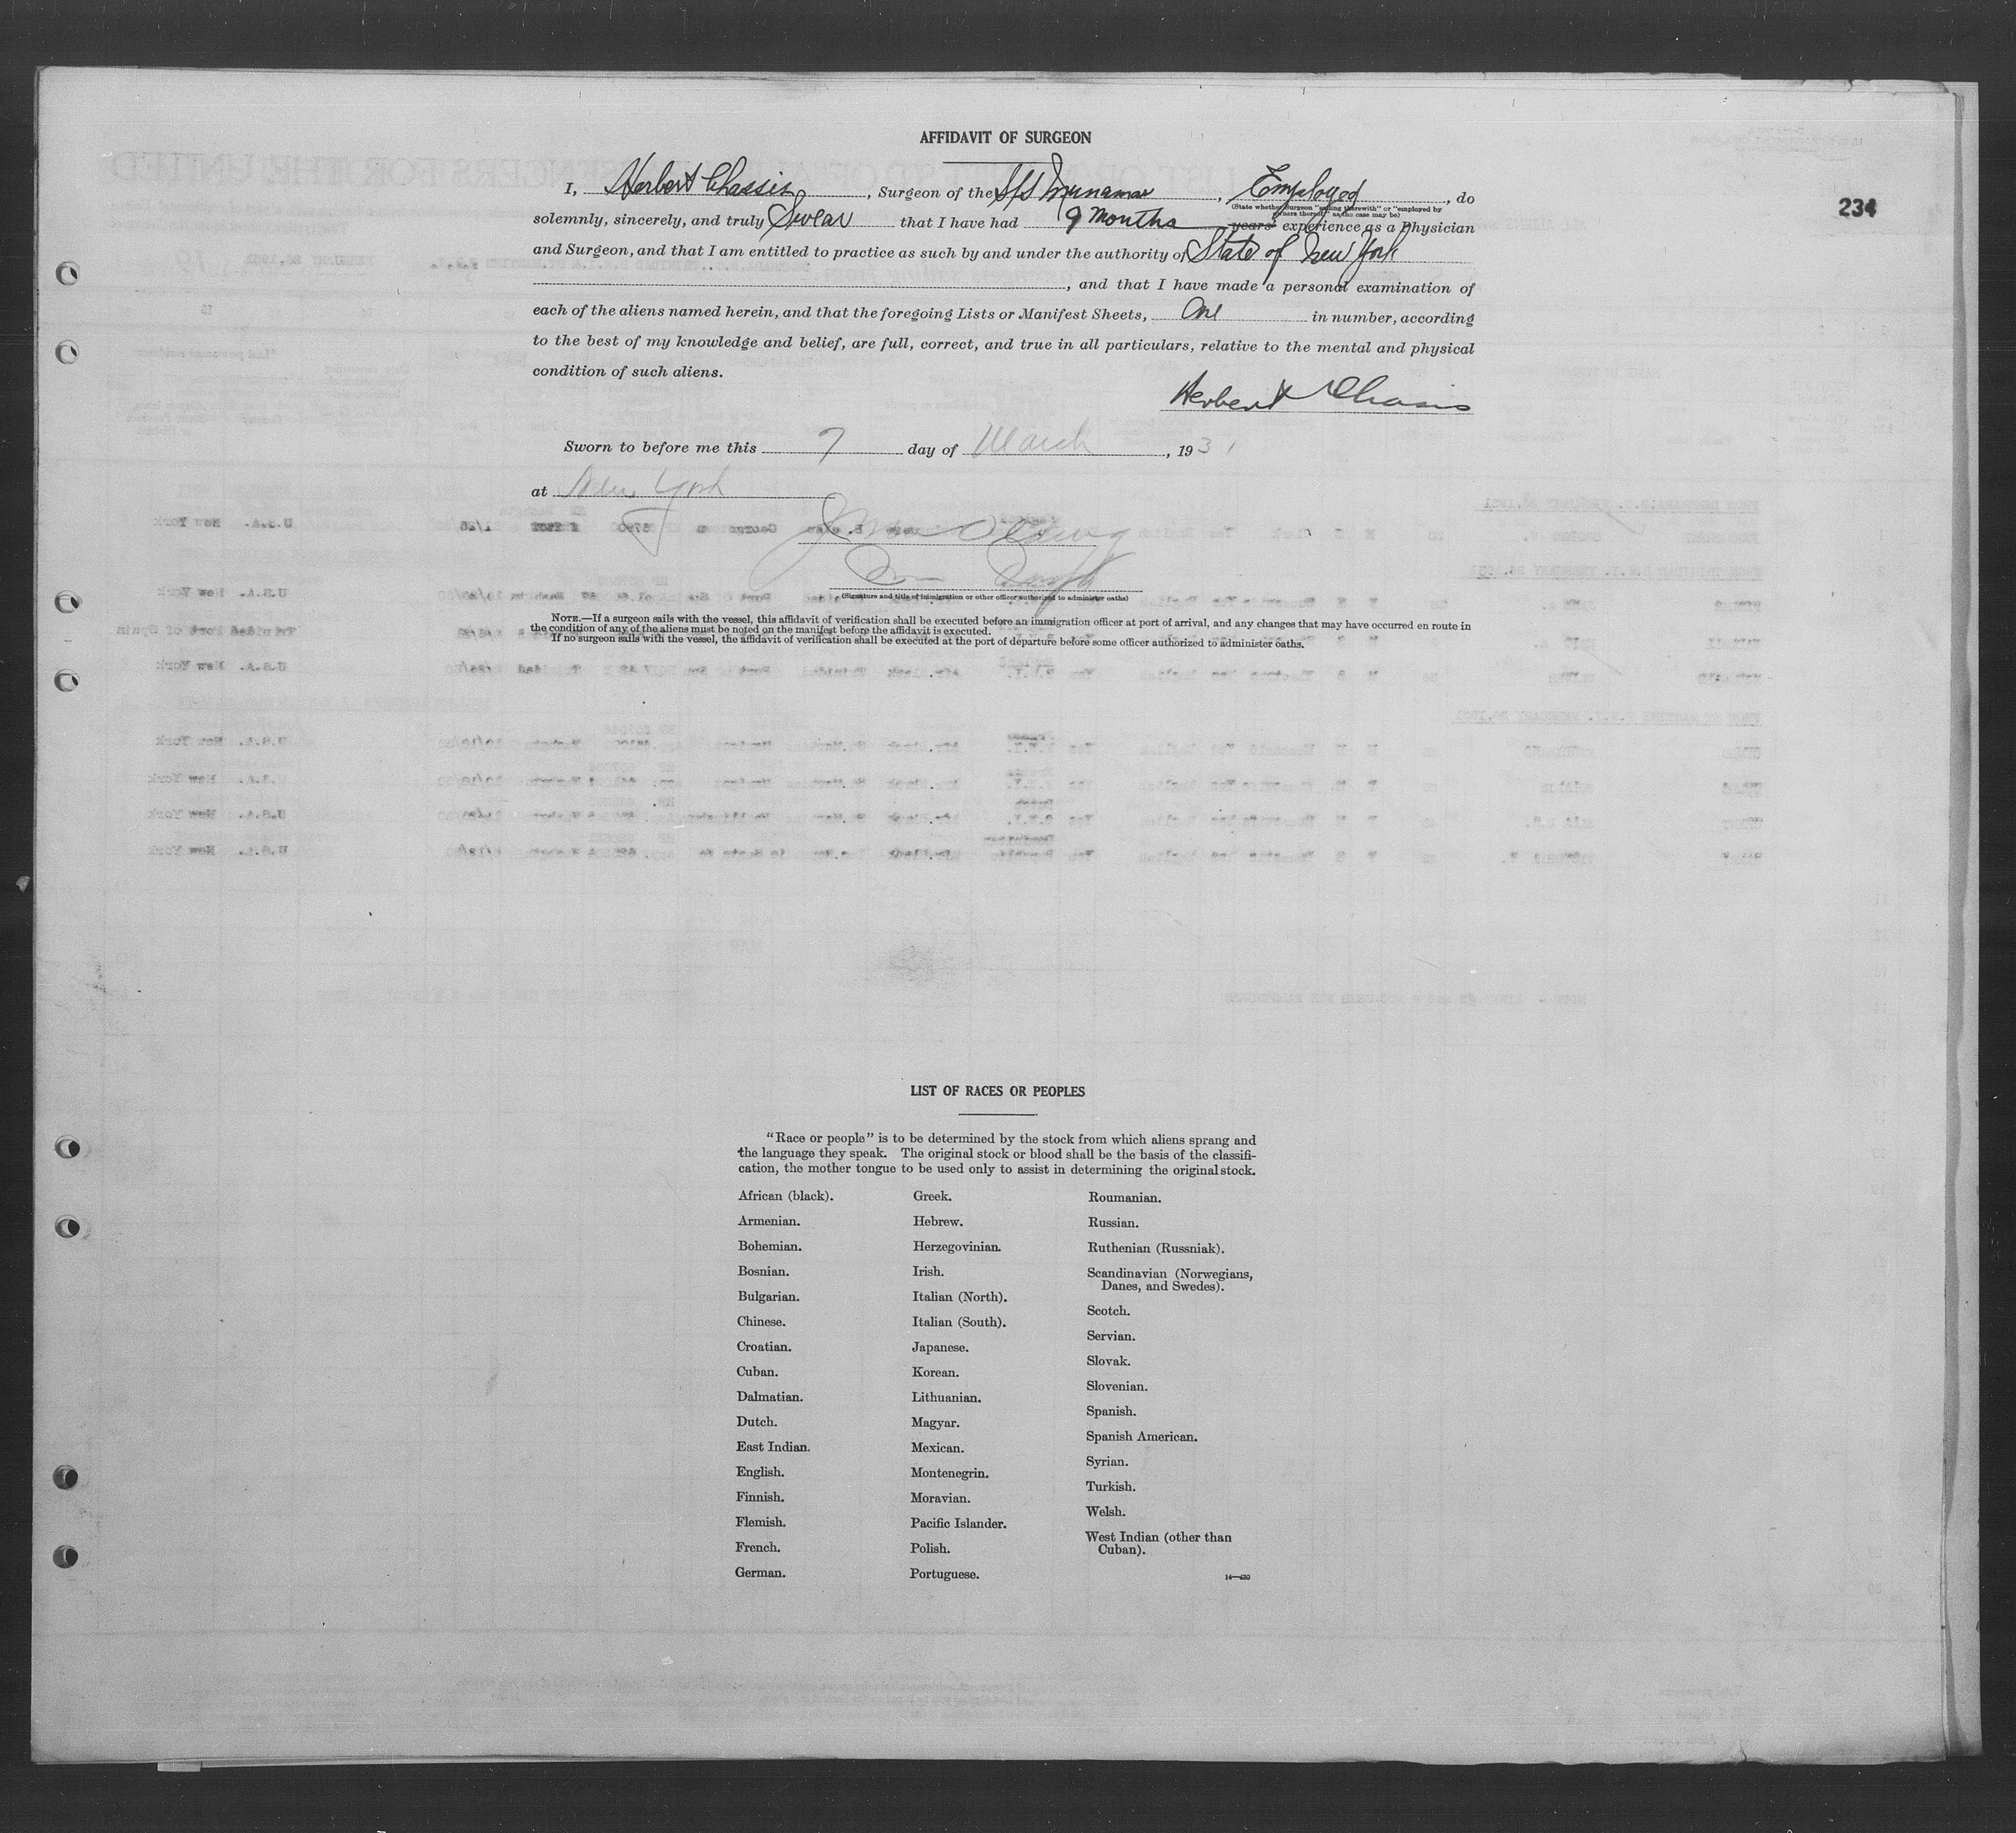 AFFIDAVIT OF SURGEON
234
I, Herbert Chassis, Surgeon of the S/S Munamar, Employed, do
(State whether Surgeon "sailing therewith" or "employed by owners thereof" as the case may be)
solemnly, sincerely, and truly Swear that I have had 9 Months years' experience as a Physician
and Surgeon, and that I am entitled to practice as such by and under the authority of State of New York
, and that I have made a personal examination of
each of the aliens named herein, and that the foregoing Lists or Manifest Sheets, One in number, according
to the best of my knowledge and belief, are full, correct, and true in all particulars, relative to the mental and physical
condition of such aliens.
Herbert Chasis
Sworn to before me this 7 day of March, 1931
at New York
(Signature and title of immigration or other officer authorized to administer oaths)
NOTE.—If a surgeon sails with the vessel, this affidavit of verification shall be executed before an immigration officer at port of arrival, and any changes that may have occurred en route in
the condition of any of the aliens must be noted on the manifest before the affidavit is executed.
If no surgeon sails with the vessel, the affidavit of verification shall be executed at the port of departure before some officer authorized to administer oaths.
LIST OF RACES OR PEOPLES
"Race or people" is to be determined by the stock from which aliens sprang and
the language they speak. The original stock or blood shall be the basis of the classifi-
cation, the mother tongue to be used only to assist in determining the original stock.
African (black).
Armenian.
Bohemian.
Bosnian.
Bulgarian.
Chinese.
Croatian.
Cuban.
Dalmatian.
Dutch.
East Indian.
English.
Finnish.
Flemish.
French.
German.
Greek.
Hebrew.
Herzegovinian.
Irish.
Italian (North).
Italian (South).
Japanese.
Korean.
Lithuanian.
Magyar.
Mexican.
Montenegrin.
Moravian.
Pacific Islander.
Polish.
Portuguese.
Roumanian.
Russian.
Ruthenian (Russniak).
Scandinavian (Norwegians,
Danes, and Swedes).
Scotch.
Servian.
Slovak.
Slovenian.
Spanish.
Spanish American.
Syrian.
Turkish.
Welsh.
West Indian (other than
Cuban).